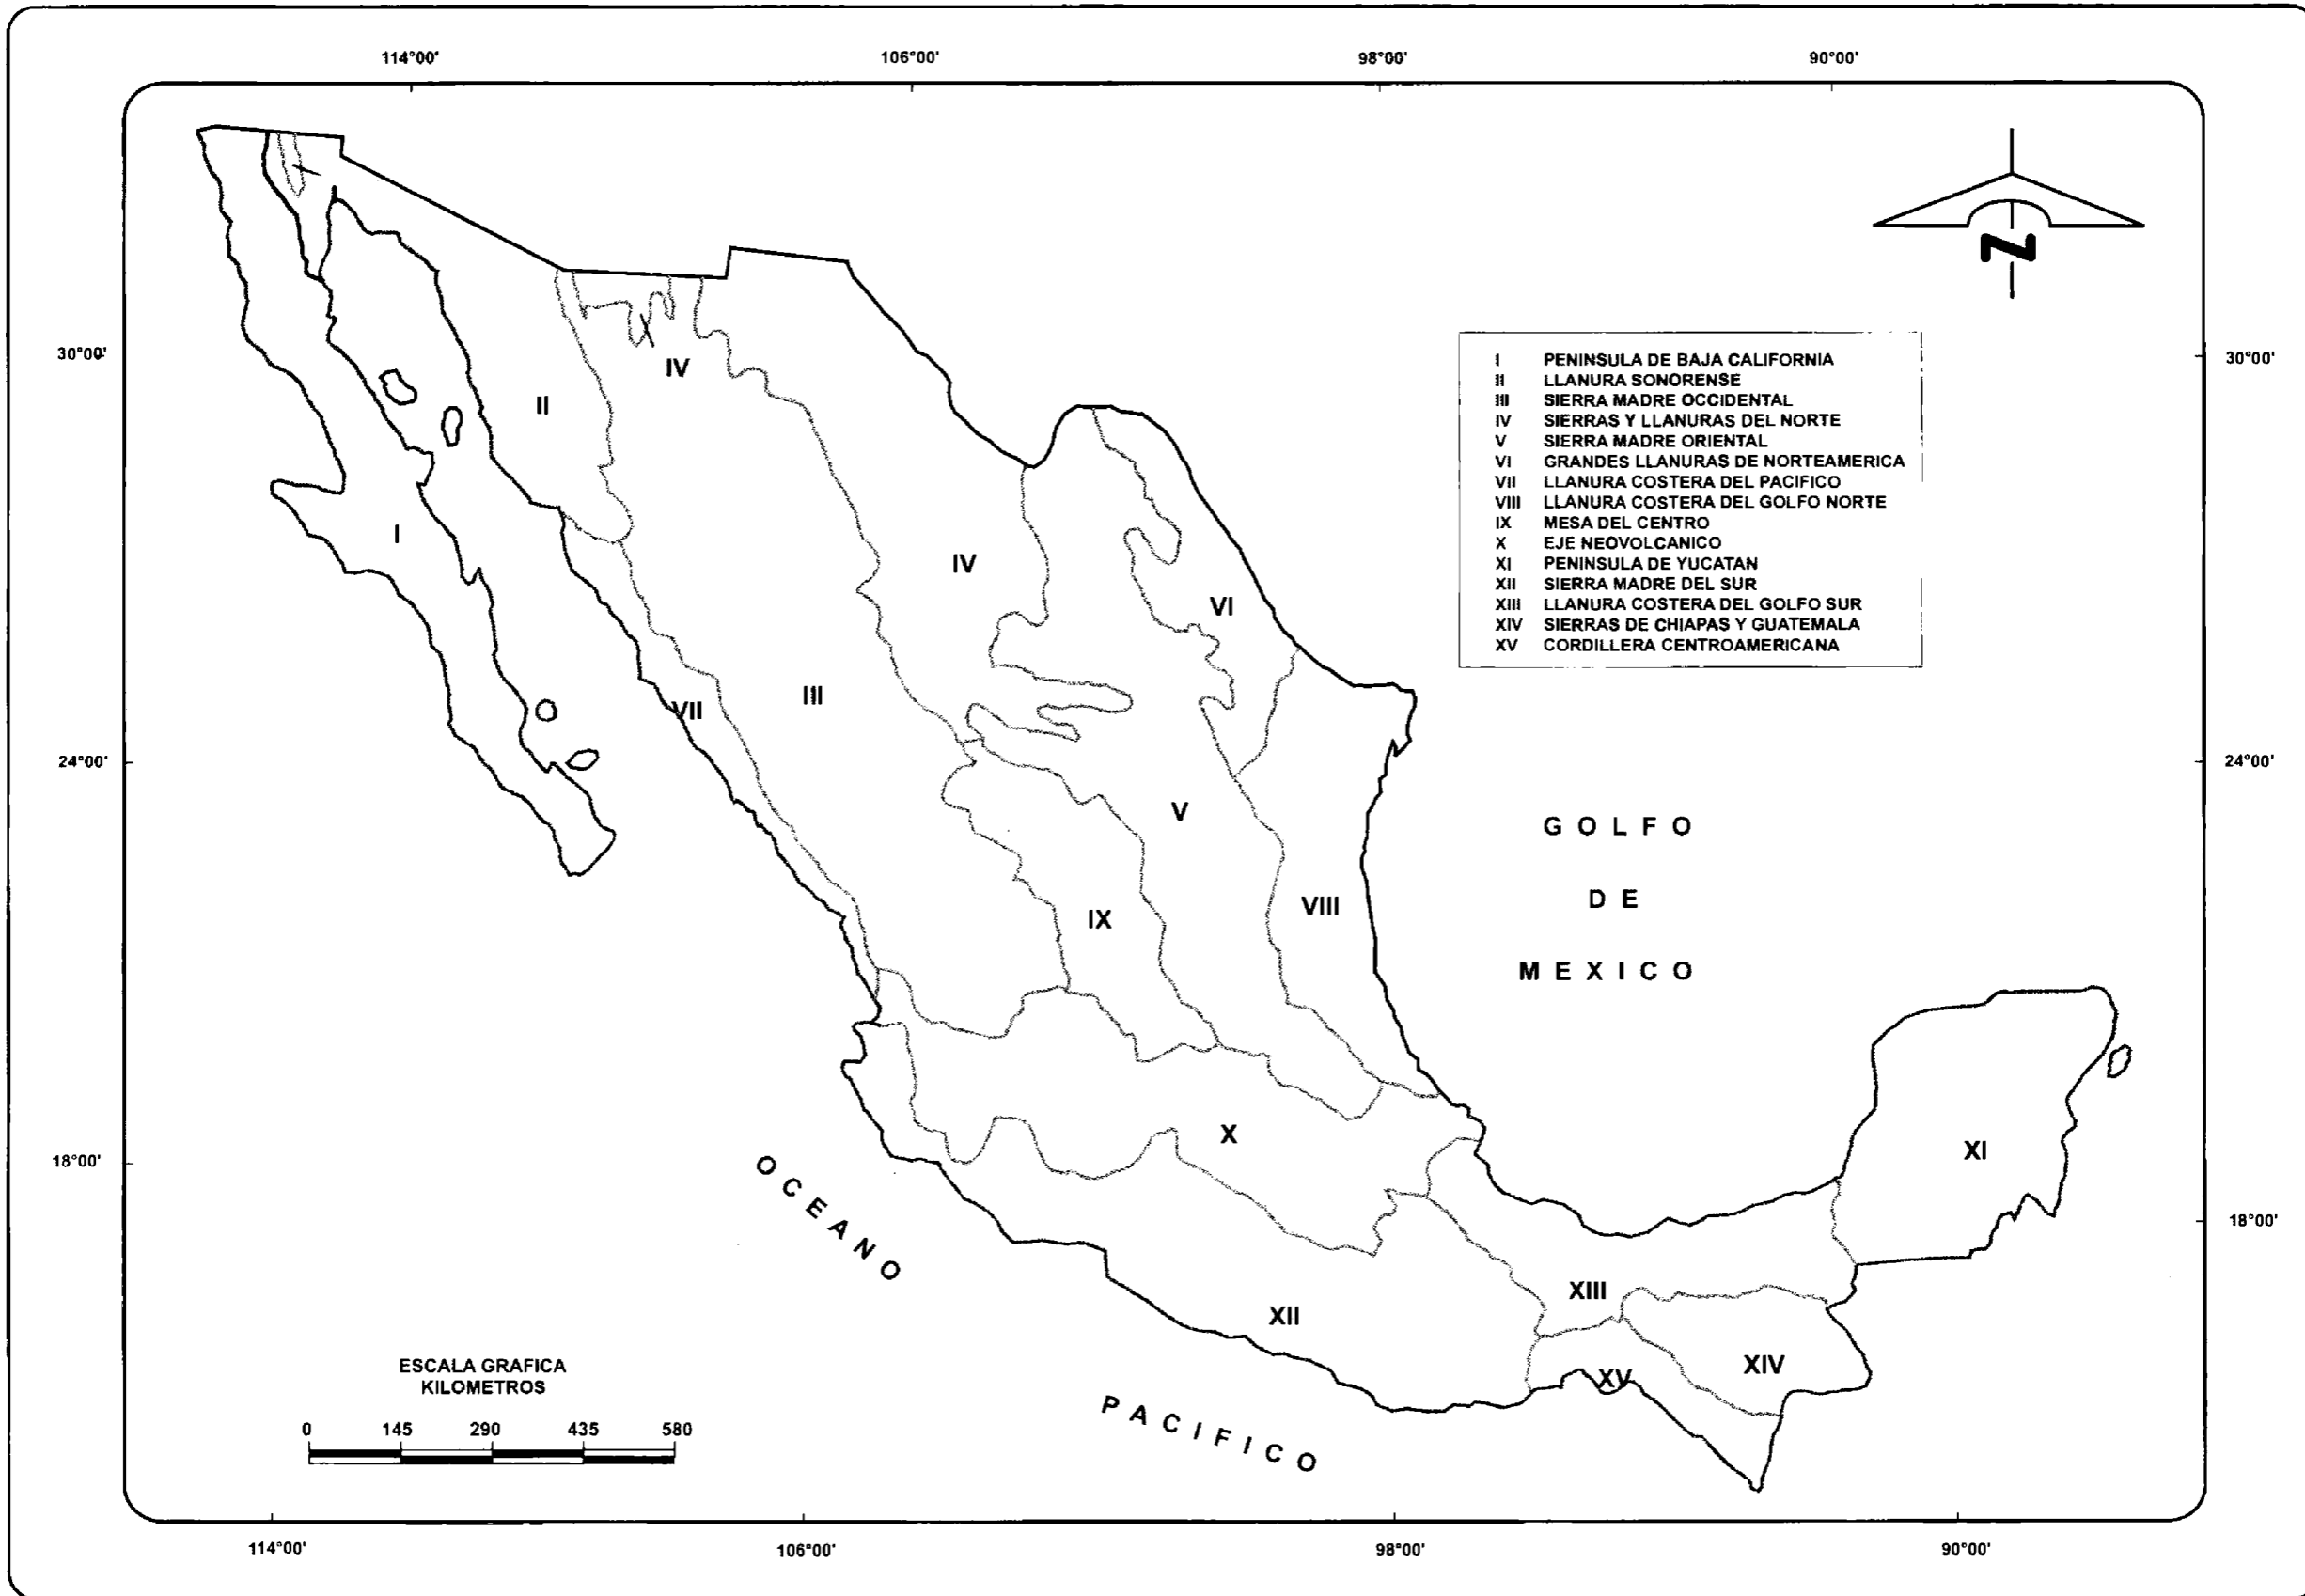 114°00' 106°00' 98°00' 90°00'
N
30°00' 30°00'
I PENINSULA DE BAJA CALIFORNIA
II LLANURA SONORENSE
III SIERRA MADRE OCCIDENTAL
IV SIERRAS Y LLANURAS DEL NORTE
V SIERRA MADRE ORIENTAL
VI GRANDES LLANURAS DE NORTEAMERICA
VII LLANURA COSTERA DEL PACIFICO
VIII LLANURA COSTERA DEL GOLFO NORTE
IX MESA DEL CENTRO
X EJE NEOVOLCANICO
XI PENINSULA DE YUCATAN
XII SIERRA MADRE DEL SUR
XIII LLANURA COSTERA DEL GOLFO SUR
XIV SIERRAS DE CHIAPAS Y GUATEMALA
XV CORDILLERA CENTROAMERICANA
IV
II
I
IV
VI
III
VII
24°00' 24°00'
V
GOLFO
DE
MEXICO
VIII
IX
X
XI
18°00' 18°00'
OCEANO
PACIFICO
XIII
XII
XIV
XV
ESCALA GRAFICA
KILOMETROS
0 145 290 435 580
114°00' 106°00' 98°00' 90°00'